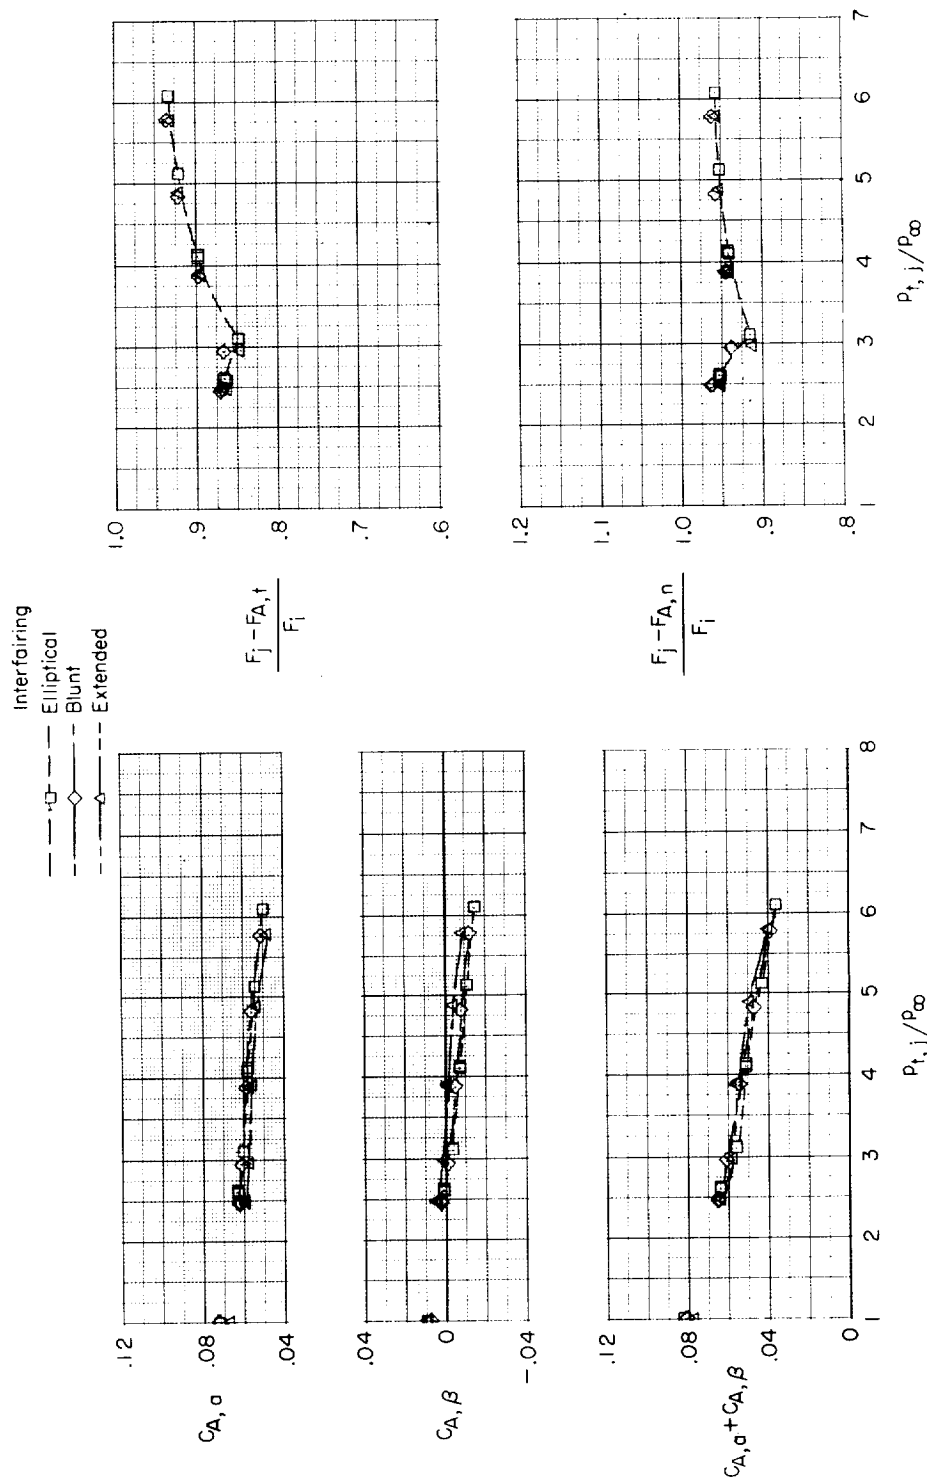 Interfairing
Elliptical
Blunt
Extended
.12
.08
.04
C_A,a
.04
0
-.04
C_A,β
.12
.08
.04
0
C_A,a + C_A,β
1 2 3 4 5 6 7 8
p_t,j / p_∞
1.0
.9
.8
.7
.6
F_j - F_A,t
F_i
1.2
1.1
1.0
.9
.8
F_j - F_A,n
F_i
1 2 3 4 5 6 7
p_t,j / p_∞